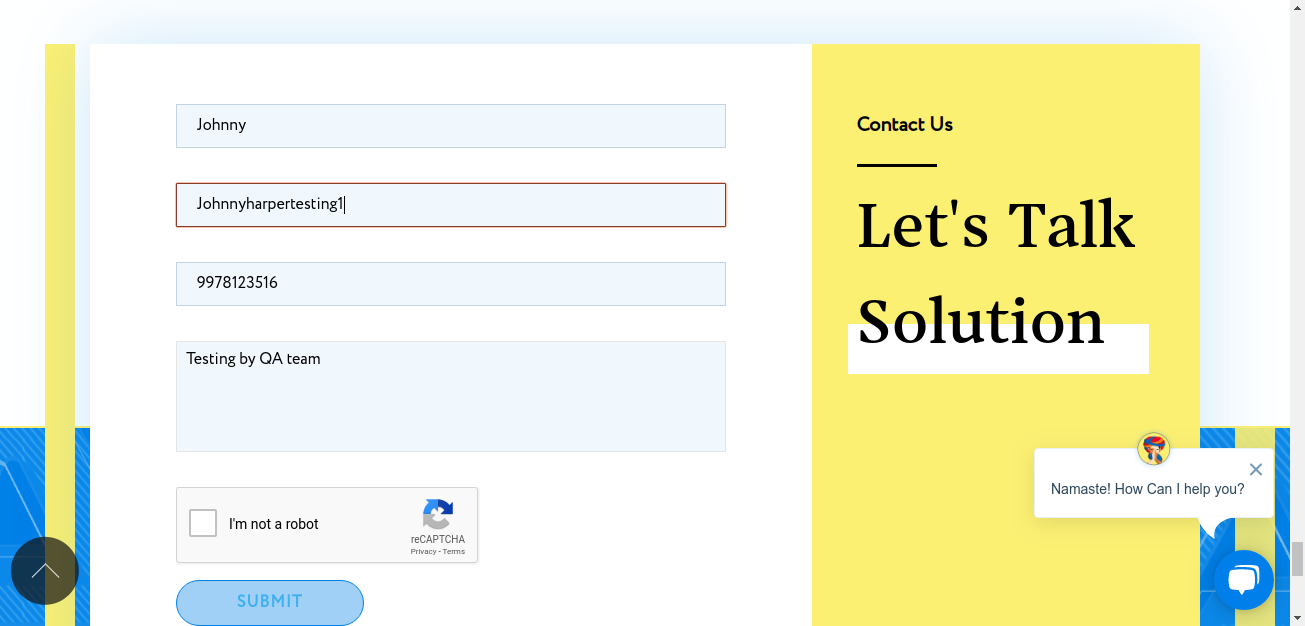 Johnny
Johnnyharpertesting1
9978123516
Testing by QA team
I'm not a robot
reCAPTCHA
Privacy - Terms
SUBMIT
Contact Us
Let's Talk
Solution
Namaste! How Can I help you?